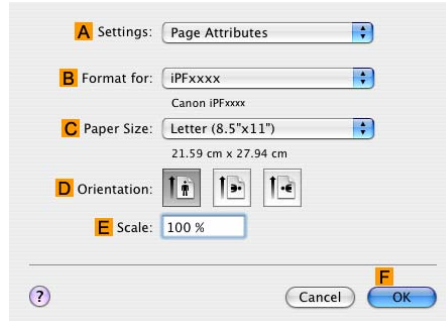 A Settings: Page Attributes
B Format for: iPFxxxx
Canon iPFxxxx
C Paper Size: Letter (8.5"x11")
21.59 cm x 27.94 cm
D Orientation:
E Scale: 100 %
F
? Cancel OK